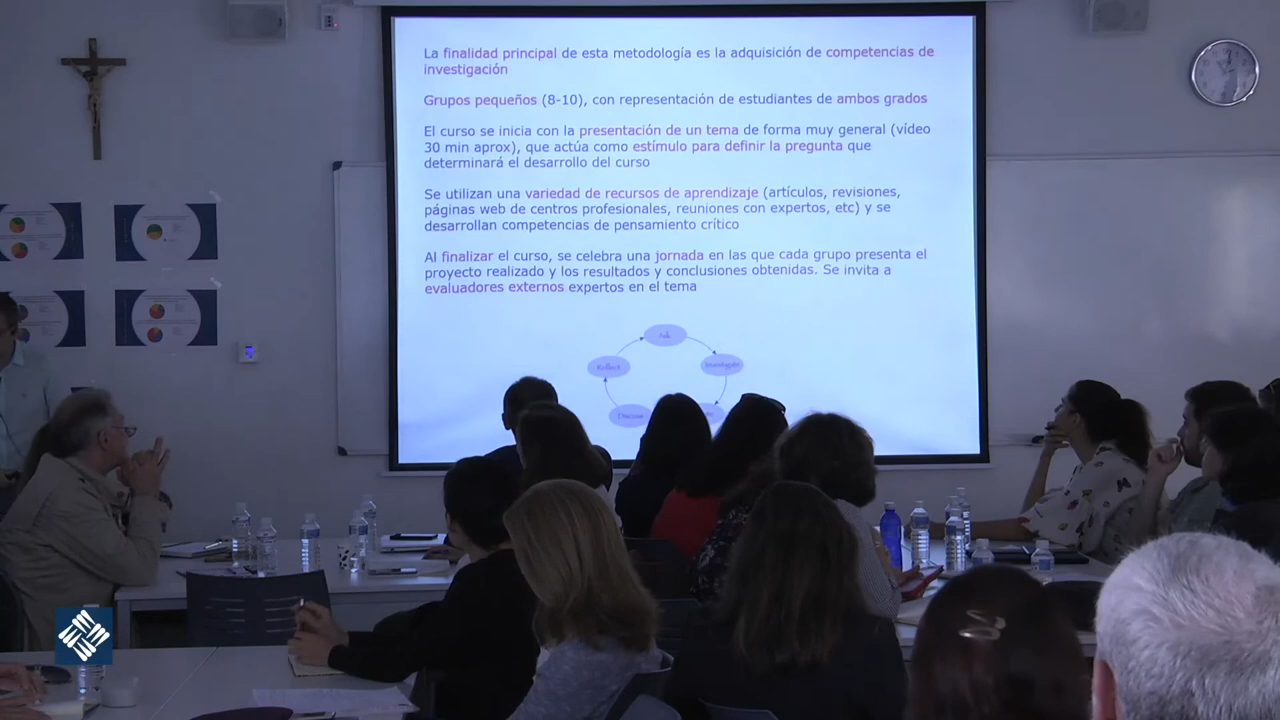 La finalidad principal de esta metodología es la adquisición de competencias de
investigación
Grupos pequeños (8-10), con representación de estudiantes de ambos grados
El curso se inicia con la presentación de un tema de forma muy general (vídeo
30 min aprox), que actúa como estímulo para definir la pregunta que
determinará el desarrollo del curso
Se utilizan una variedad de recursos de aprendizaje (artículos, revisiones,
páginas web de centros profesionales, reuniones con expertos, etc) y se
desarrollan competencias de pensamiento crítico
Al finalizar el curso, se celebra una jornada en las que cada grupo presenta el
proyecto realizado y los resultados y conclusiones obtenidas. Se invita a
evaluadores externos expertos en el tema
Ask
Reflect
Investigate
Discuss